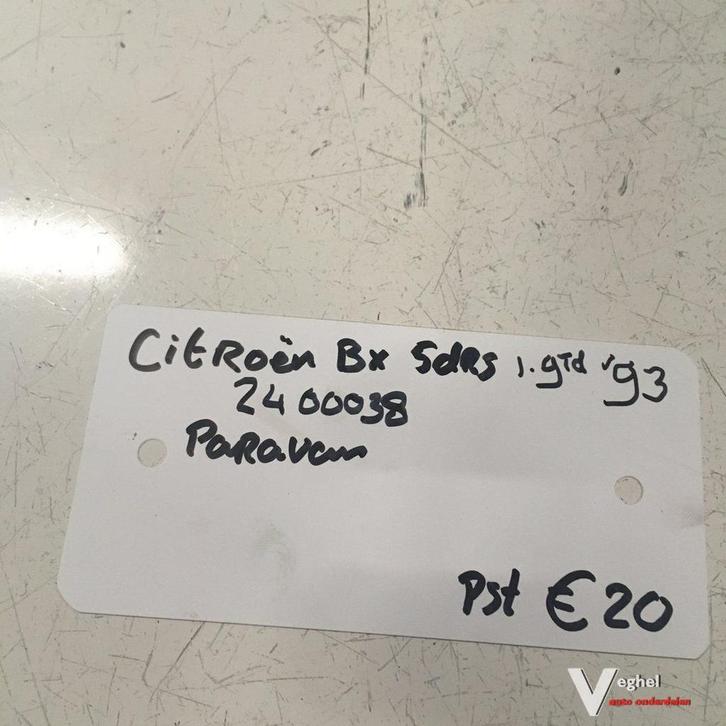 Citroën Bx 5drs 1.9TD '93
2400038
Paravan
Pst €20
Veghel
auto onderdelen